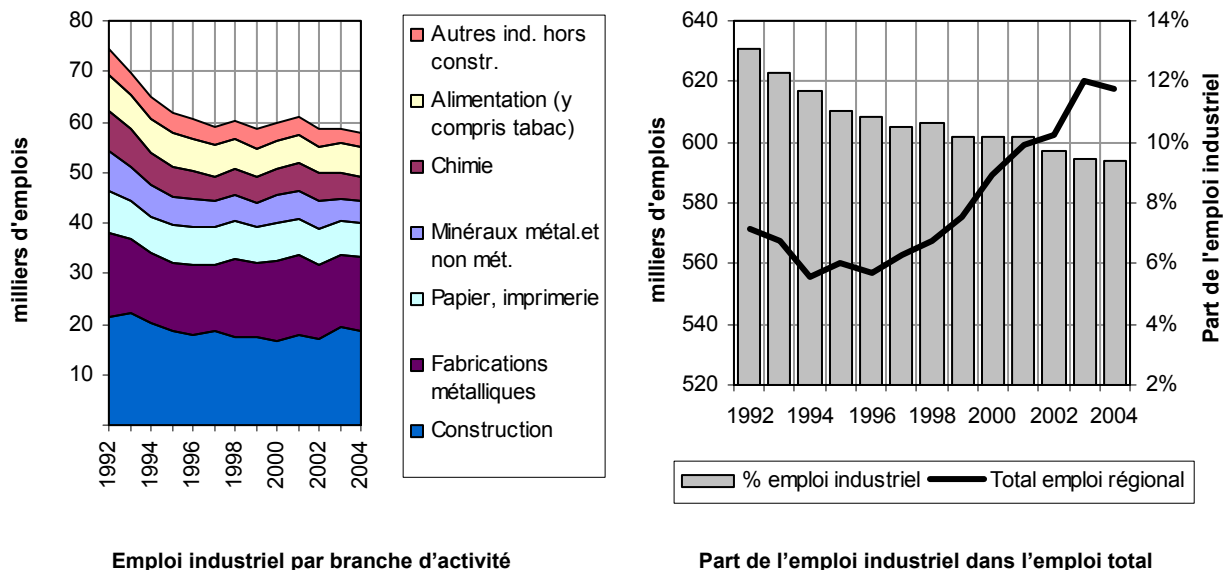 80
70
60
50
40
30
20
10
milliers d'emplois
1992
1994
1996
1998
2000
2002
2004
Autres ind. hors
constr.
Alimentation (y
compris tabac)
Chimie
Minéraux métal.et
non mét.
Papier, imprimerie
Fabrications
métalliques
Construction
Emploi industriel par branche d’activité
640
620
600
580
560
540
520
milliers d'emplois
14%
12%
10%
8%
6%
4%
2%
Part de l'emploi industriel
1992 1994 1996 1998 2000 2002 2004
% emploi industriel Total emploi régional
Part de l’emploi industriel dans l’emploi total